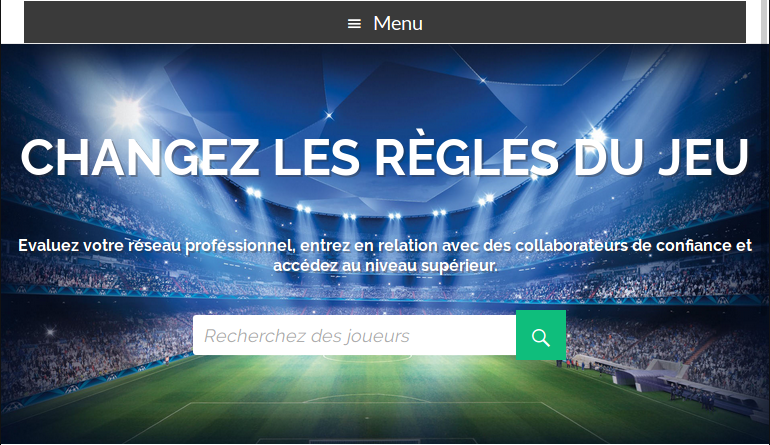 Menu
CHANGEZ LES RÈGLES DU JEU
Evaluez votre réseau professionnel, entrez en relation avec des collaborateurs de confiance et
accédez au niveau supérieur.
Recherchez des joueurs